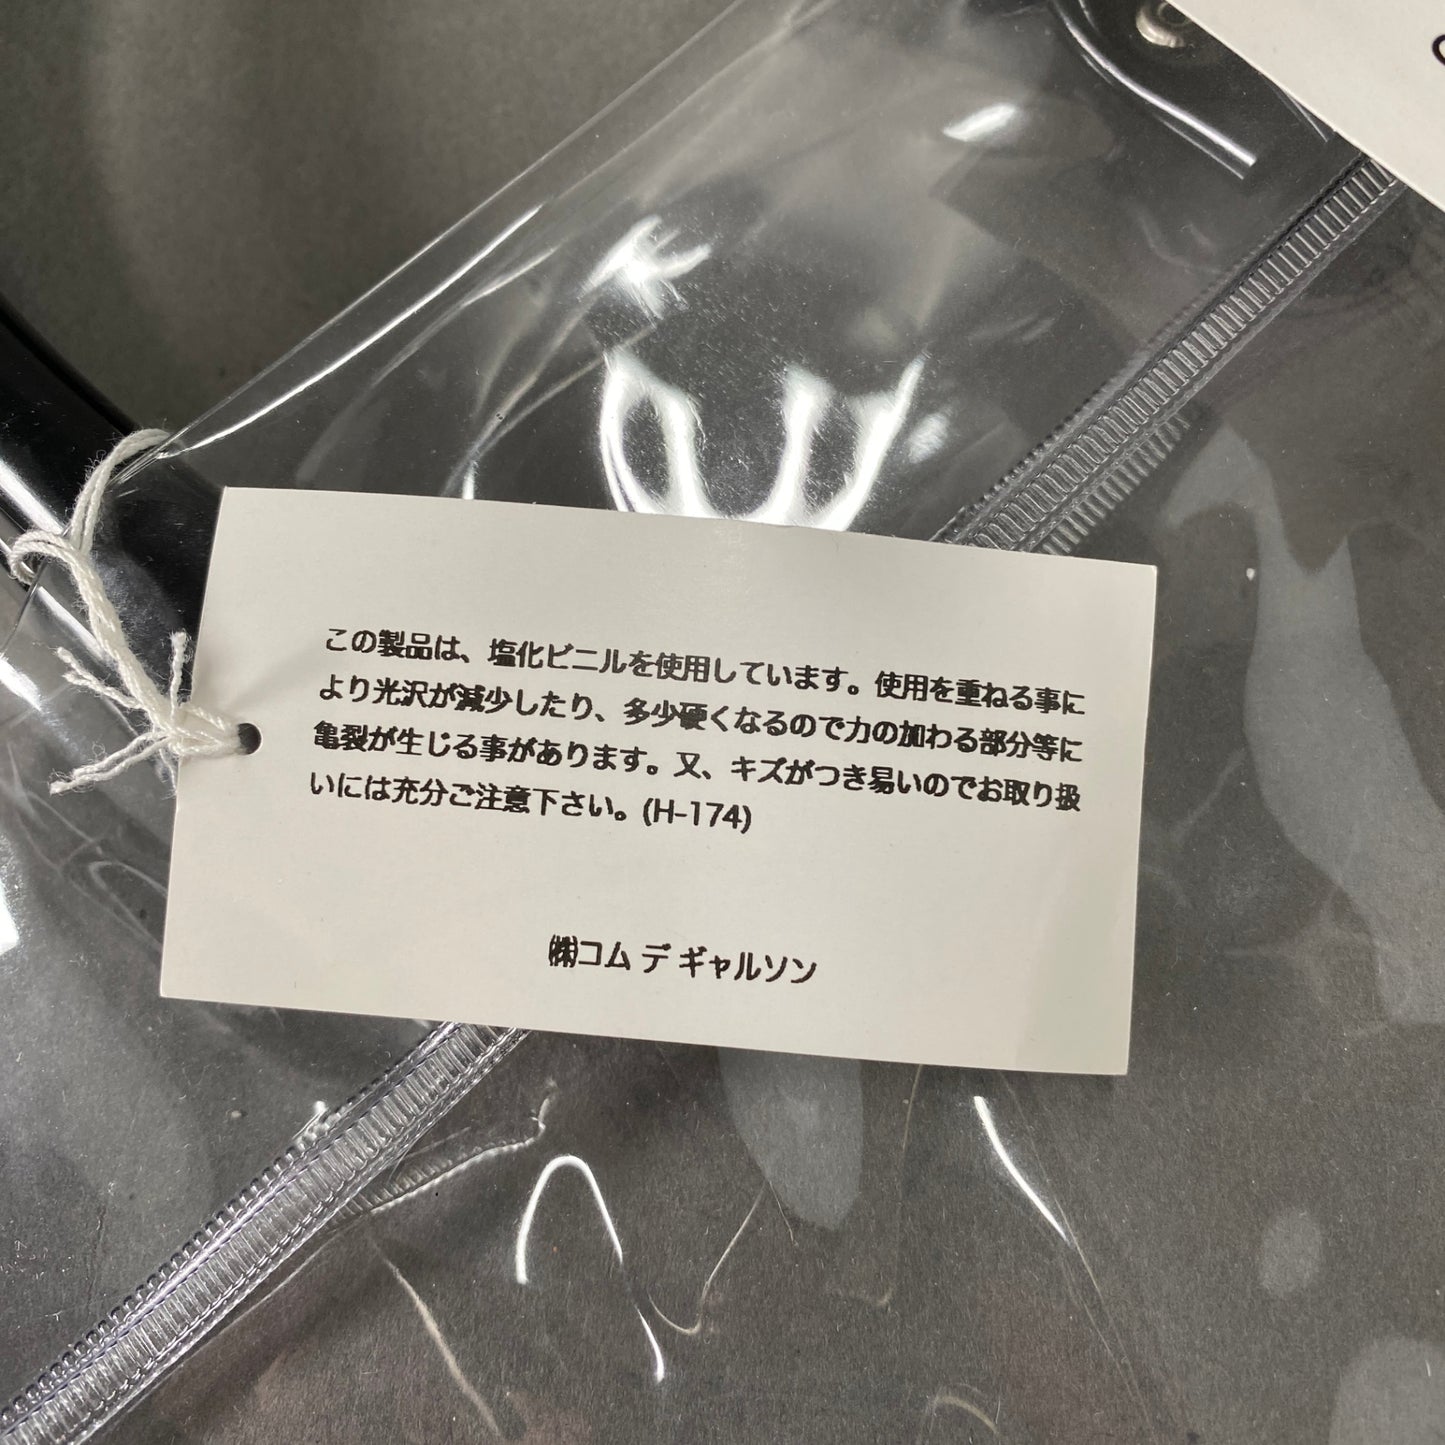 この製品は、塩化ビニルを使用しています。使用を重ねる事に
より光沢が減少したり、多少硬くなるので力の加わる部分等に
亀裂が生じる事があります。又、キズがつき易いのでお取り扱
いには充分ご注意下さい。(H-174)
㈱コム デ ギャルソン